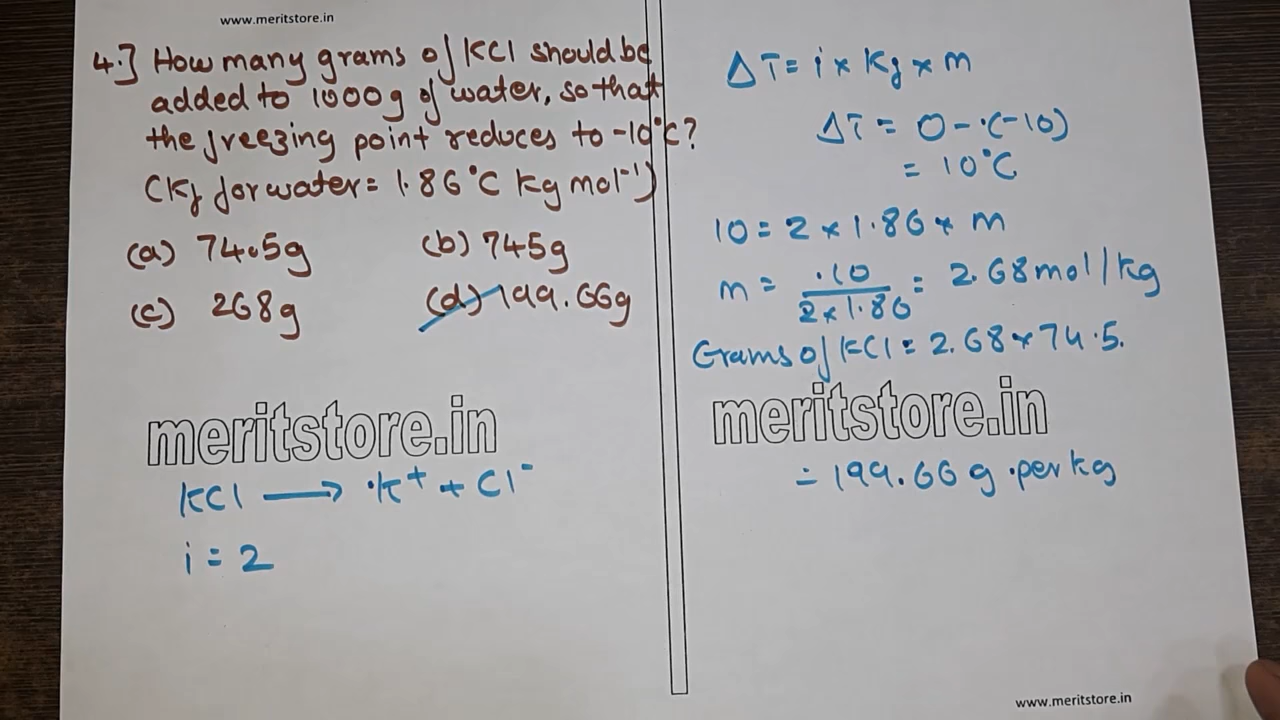 www.meritstore.in
4.] How many grams of KCl should be
added to 1000g of water, so that
the freezing point reduces to -10°C?
(Kf for water = 1.86°C Kg mol⁻¹)
(a) 74.5g (b) 745g
(c) 268g (d) 199.66g
meritstore.in
KCl ⟶ K⁺ + Cl⁻
i = 2
ΔT = i × Kf × m
ΔT = 0 - (-10)
= 10°C
10 = 2 × 1.86 × m
m = 10 / 2 × 1.86 = 2.68 mol/kg
Grams of KCl = 2.68 × 74.5.
meritstore.in
= 199.66 g per kg
www.meritstore.in